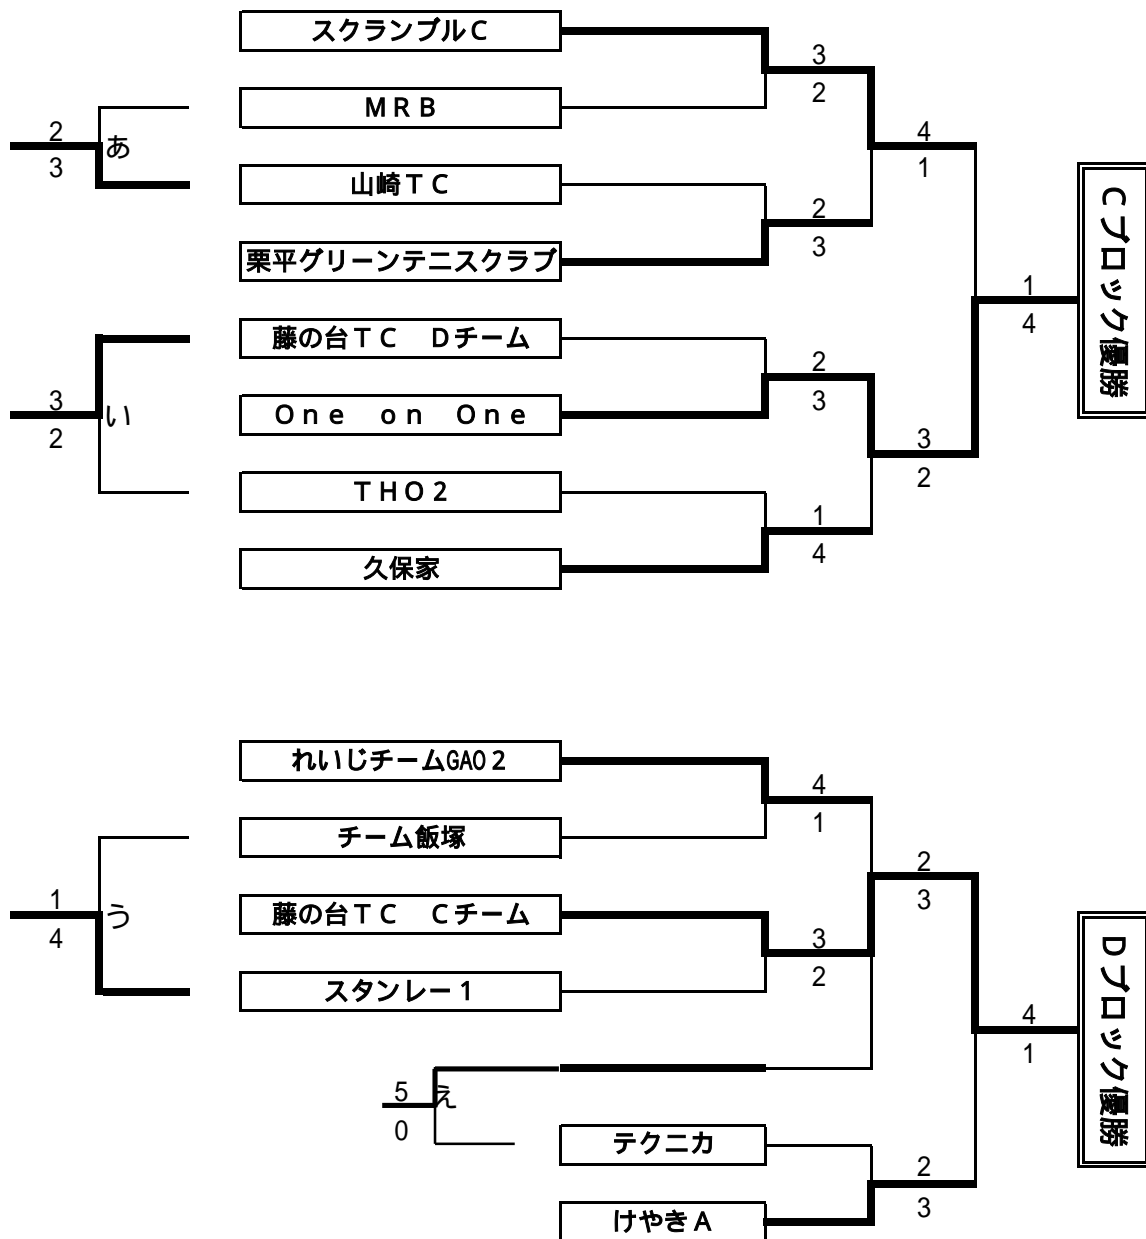 スクランブルC
3
2
MRB
2
あ
3
4
1
山崎TC
2
3
栗平グリーンテニスクラブ
Cブロック優勝
1
4
藤の台TC　Dチーム
2
3
3
い
2
One　on　One
3
2
THO2
1
4
久保家
れいじチームGAO2
4
1
チーム飯塚
2
3
1
う
4
藤の台TC　Cチーム
3
2
スタンレー1
Dブロック優勝
4
1
5
え
0
テクニカ
2
3
けやきA